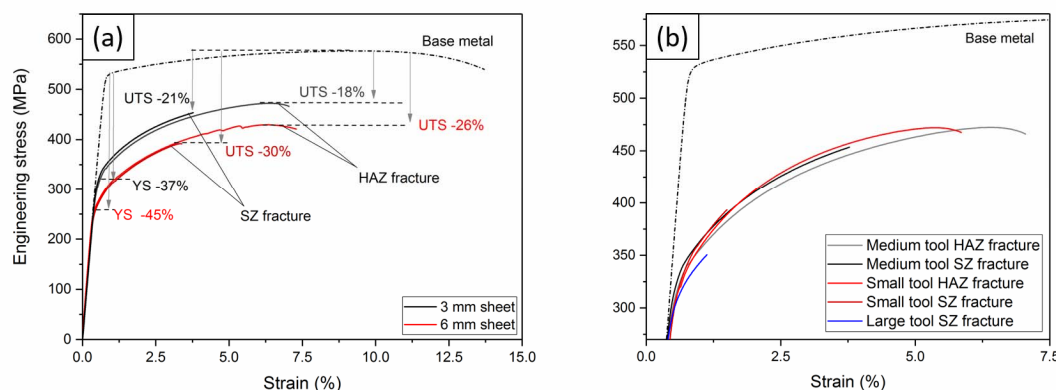 (a)
Engineering stress (MPa)
600
500
400
300
200
100
0
Base metal
UTS -21%
UTS -18%
UTS -26%
UTS -30%
HAZ fracture
YS -37%
SZ fracture
YS -45%
3 mm sheet
6 mm sheet
0.0 2.5 5.0 7.5 10.0 12.5 15.0
Strain (%)
(b)
550
500
450
400
350
300
Base metal
Medium tool HAZ fracture
Medium tool SZ fracture
Small tool HAZ fracture
Small tool SZ fracture
Large tool SZ fracture
0.0 2.5 5.0 7.5
Strain (%)